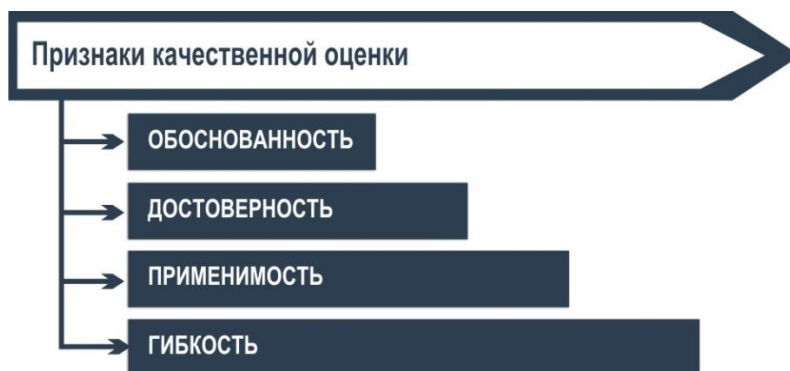 Признаки качественной оценки
ОБОСНОВАННОСТЬ
ДОСТОВЕРНОСТЬ
ПРИМЕНИМОСТЬ
ГИБКОСТЬ